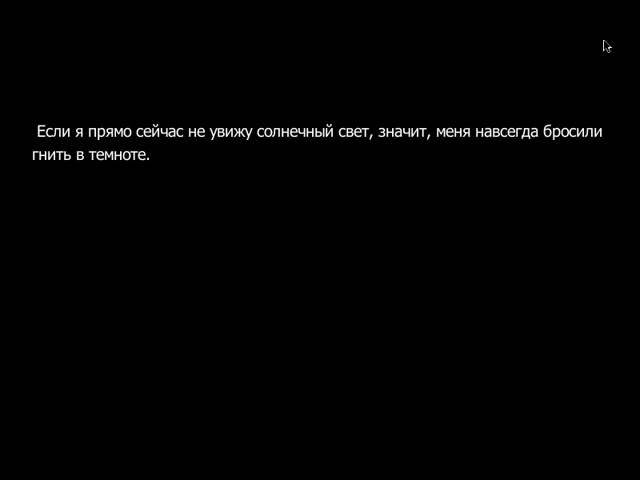 Если я прямо сейчас не увижу солнечный свет, значит, меня навсегда бросили
гнить в темноте.